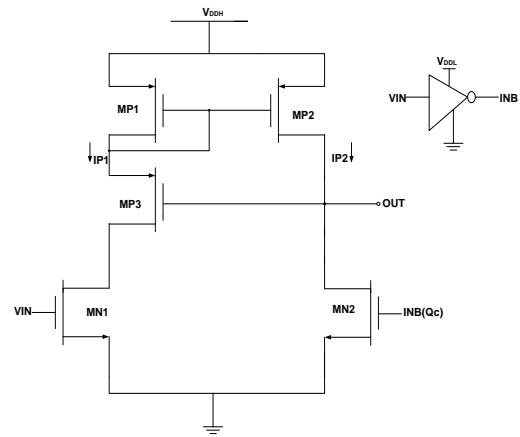 VDDH
MP1
MP2
VDDL
VIN
INB
IP1
IP2
MP3
OUT
VIN
MN1
MN2
INB(Qc)